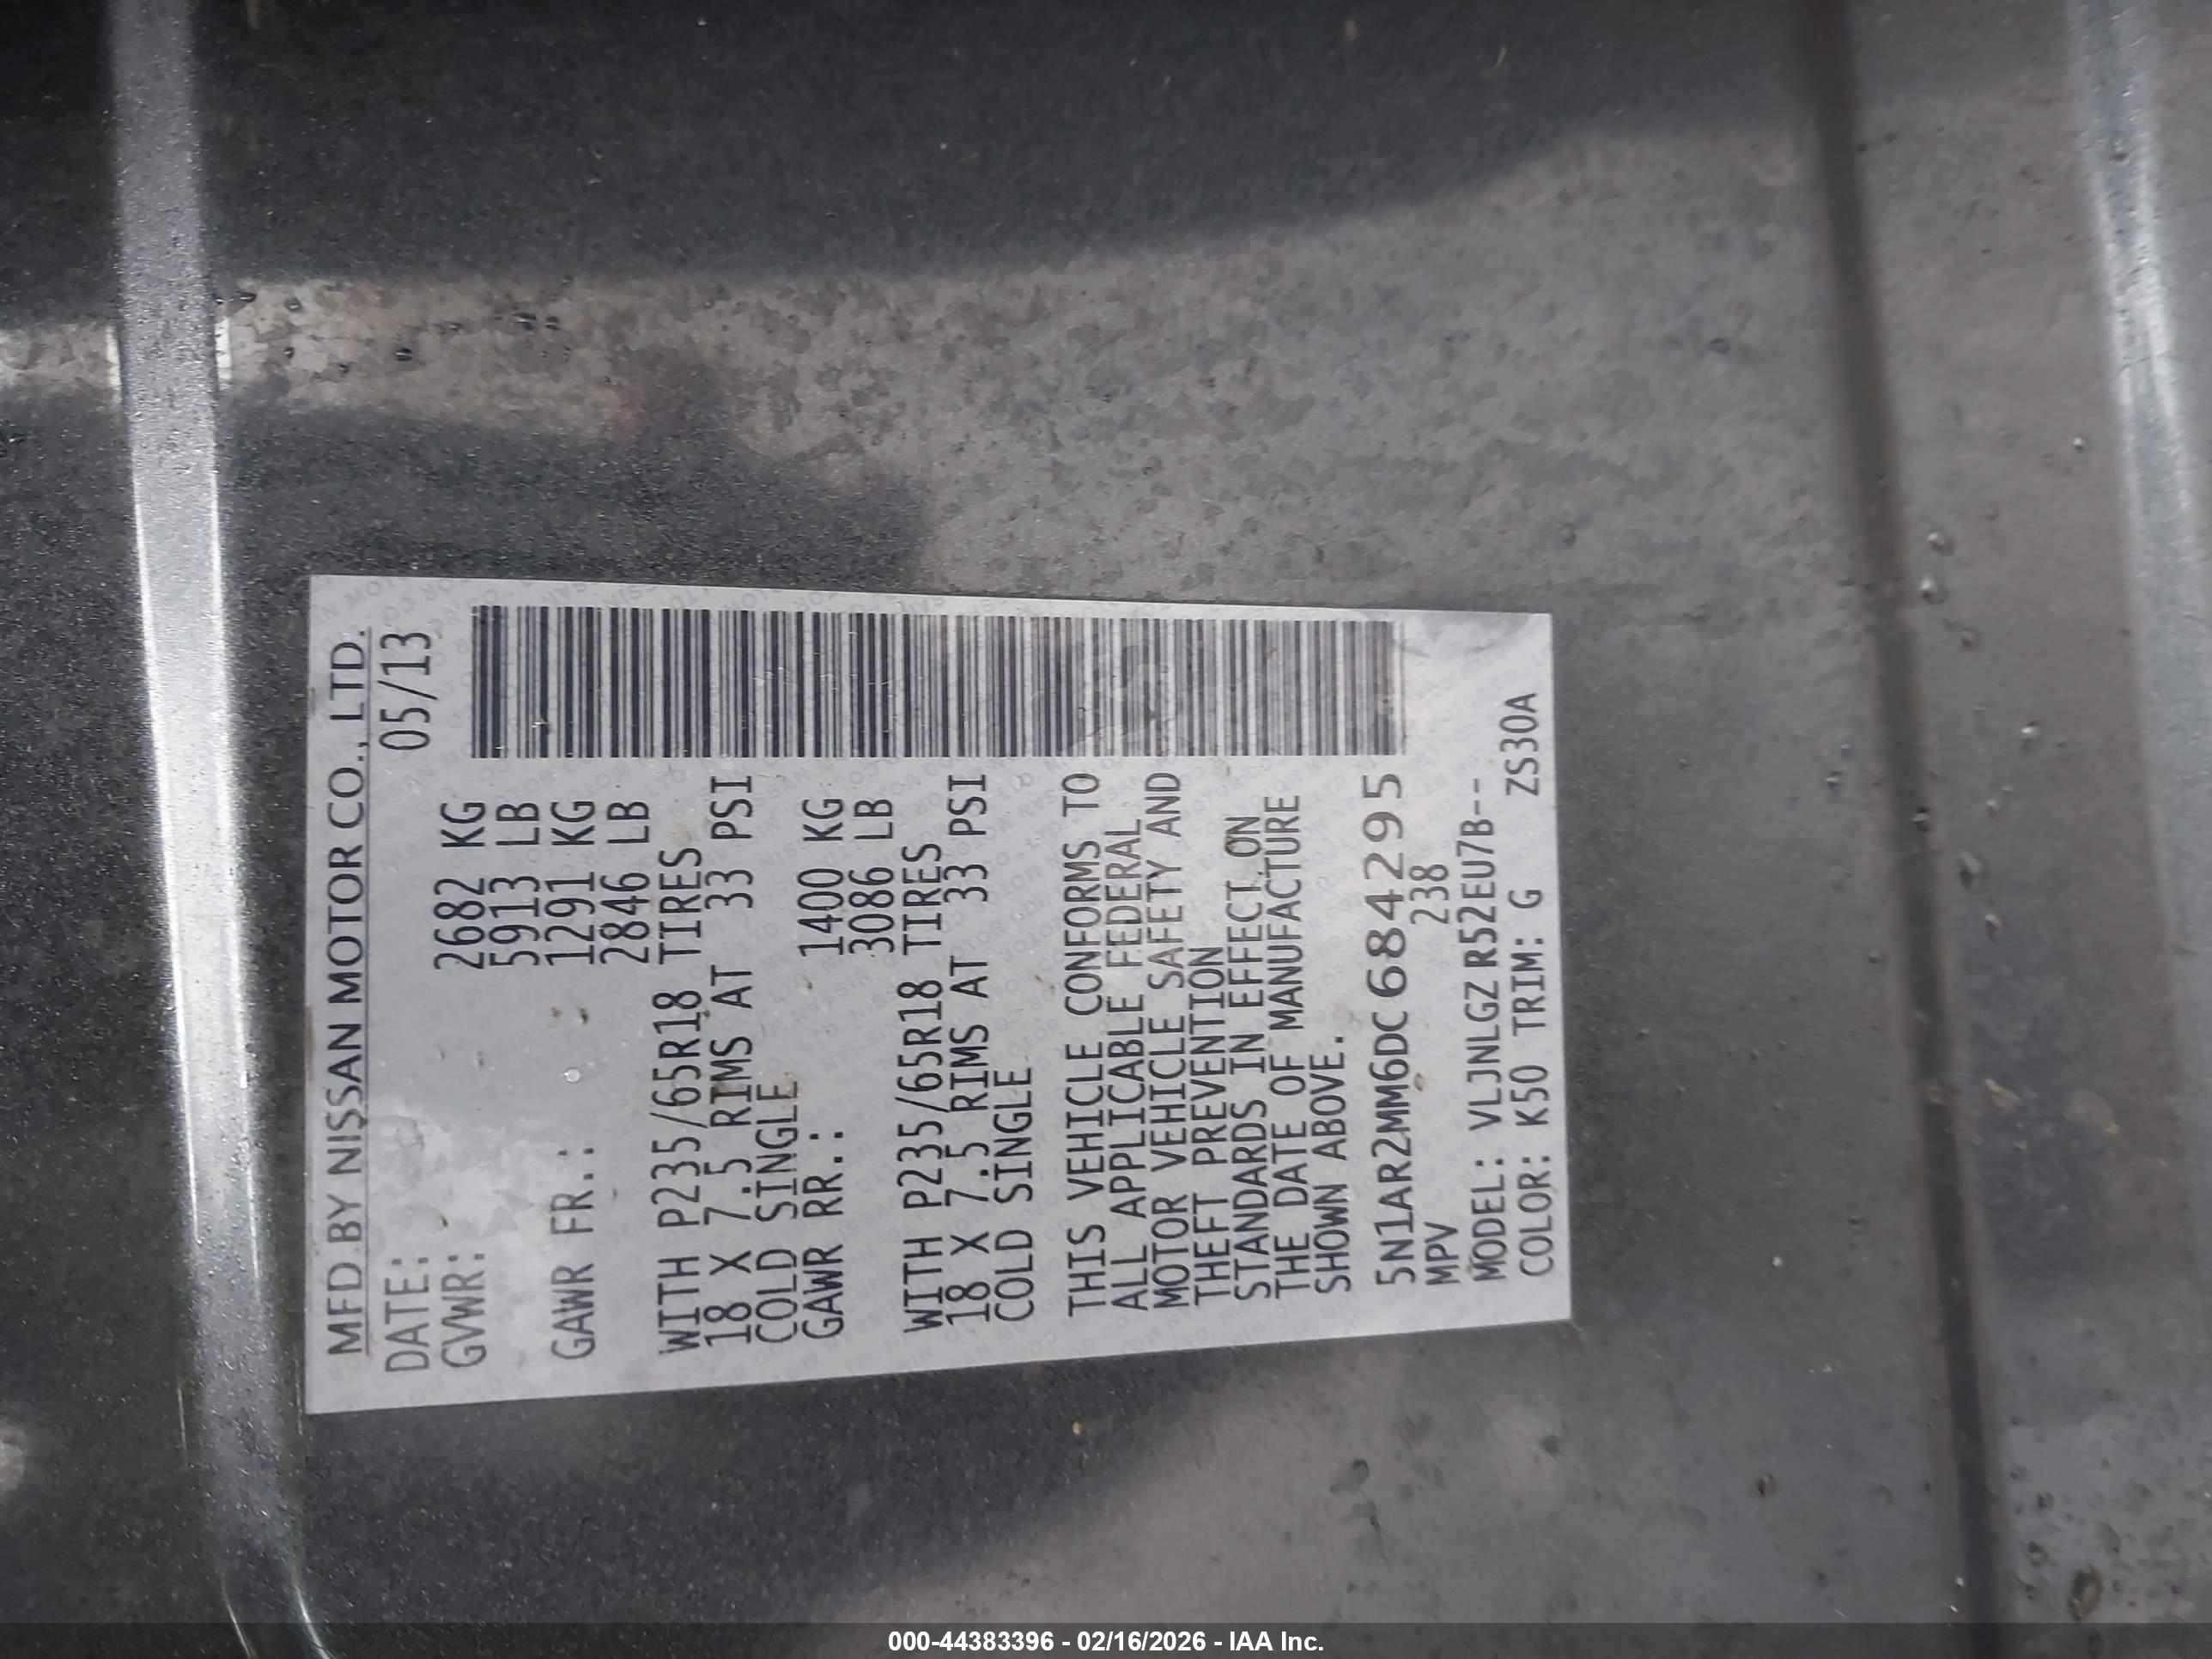 MFD.BY NISSAN MOTOR CO., LTD.
DATE: 05/13
GVWR: 2682 KG
5913 LB
GAWR FR.: 1291 KG
2846 LB
WITH P235/65R18 TIRES
18 X 7.5 RIMS AT 33 PSI
COLD SINGLE
GAWR RR.: 1400 KG
3086 LB
WITH P235/65R18 TIRES
18 X 7.5 RIMS AT 33 PSI
COLD SINGLE
THIS VEHICLE CONFORMS TO
ALL APPLICABLE FEDERAL
MOTOR VEHICLE SAFETY AND
THEFT PREVENTION
STANDARDS IN EFFECT ON
THE DATE OF MANUFACTURE
SHOWN ABOVE.
5N1AR2MM6DC684295
MPV 238
MODEL: VLJNLGZ R52EU7B--
COLOR: K50 TRIM: G ZS30A
000-44383396 - 02/16/2026 - IAA Inc.